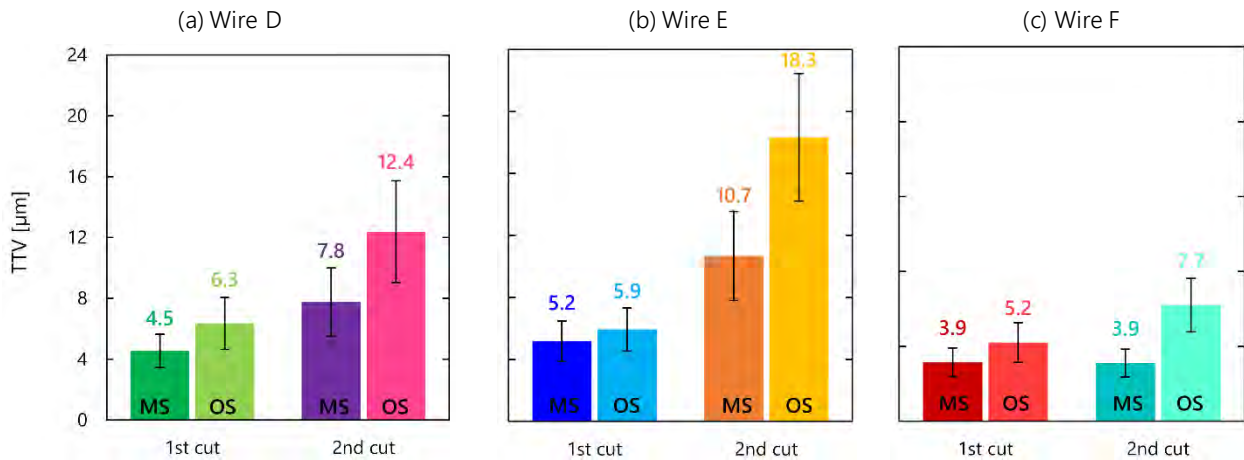 (a) Wire D
(b) Wire E
(c) Wire F
TTV [µm]
24
20
16
12
8
4
0
4.5
6.3
7.8
12.4
MS
OS
MS
OS
1st cut
2nd cut
5.2
5.9
10.7
18.3
MS
OS
MS
OS
1st cut
2nd cut
3.9
5.2
3.9
7.7
MS
OS
MS
OS
1st cut
2nd cut